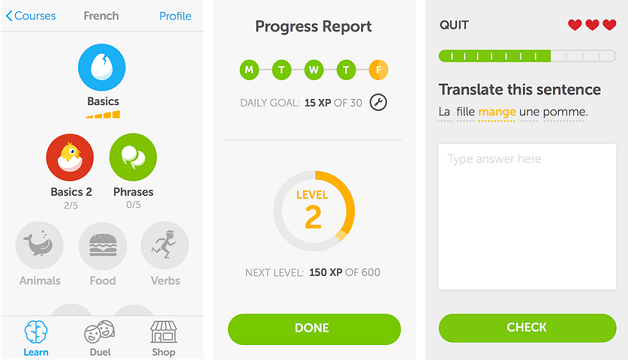 Courses French Profile
Basics
Basics 2 Phrases
2/5 0/5
Animals Food Verbs
Learn Duel Shop
Progress Report
M T W T F
DAILY GOAL: 15 XP OF 30
LEVEL
2
NEXT LEVEL: 150 XP OF 600
DONE
QUIT
Translate this sentence
La fille mange une pomme.
Type answer here
CHECK